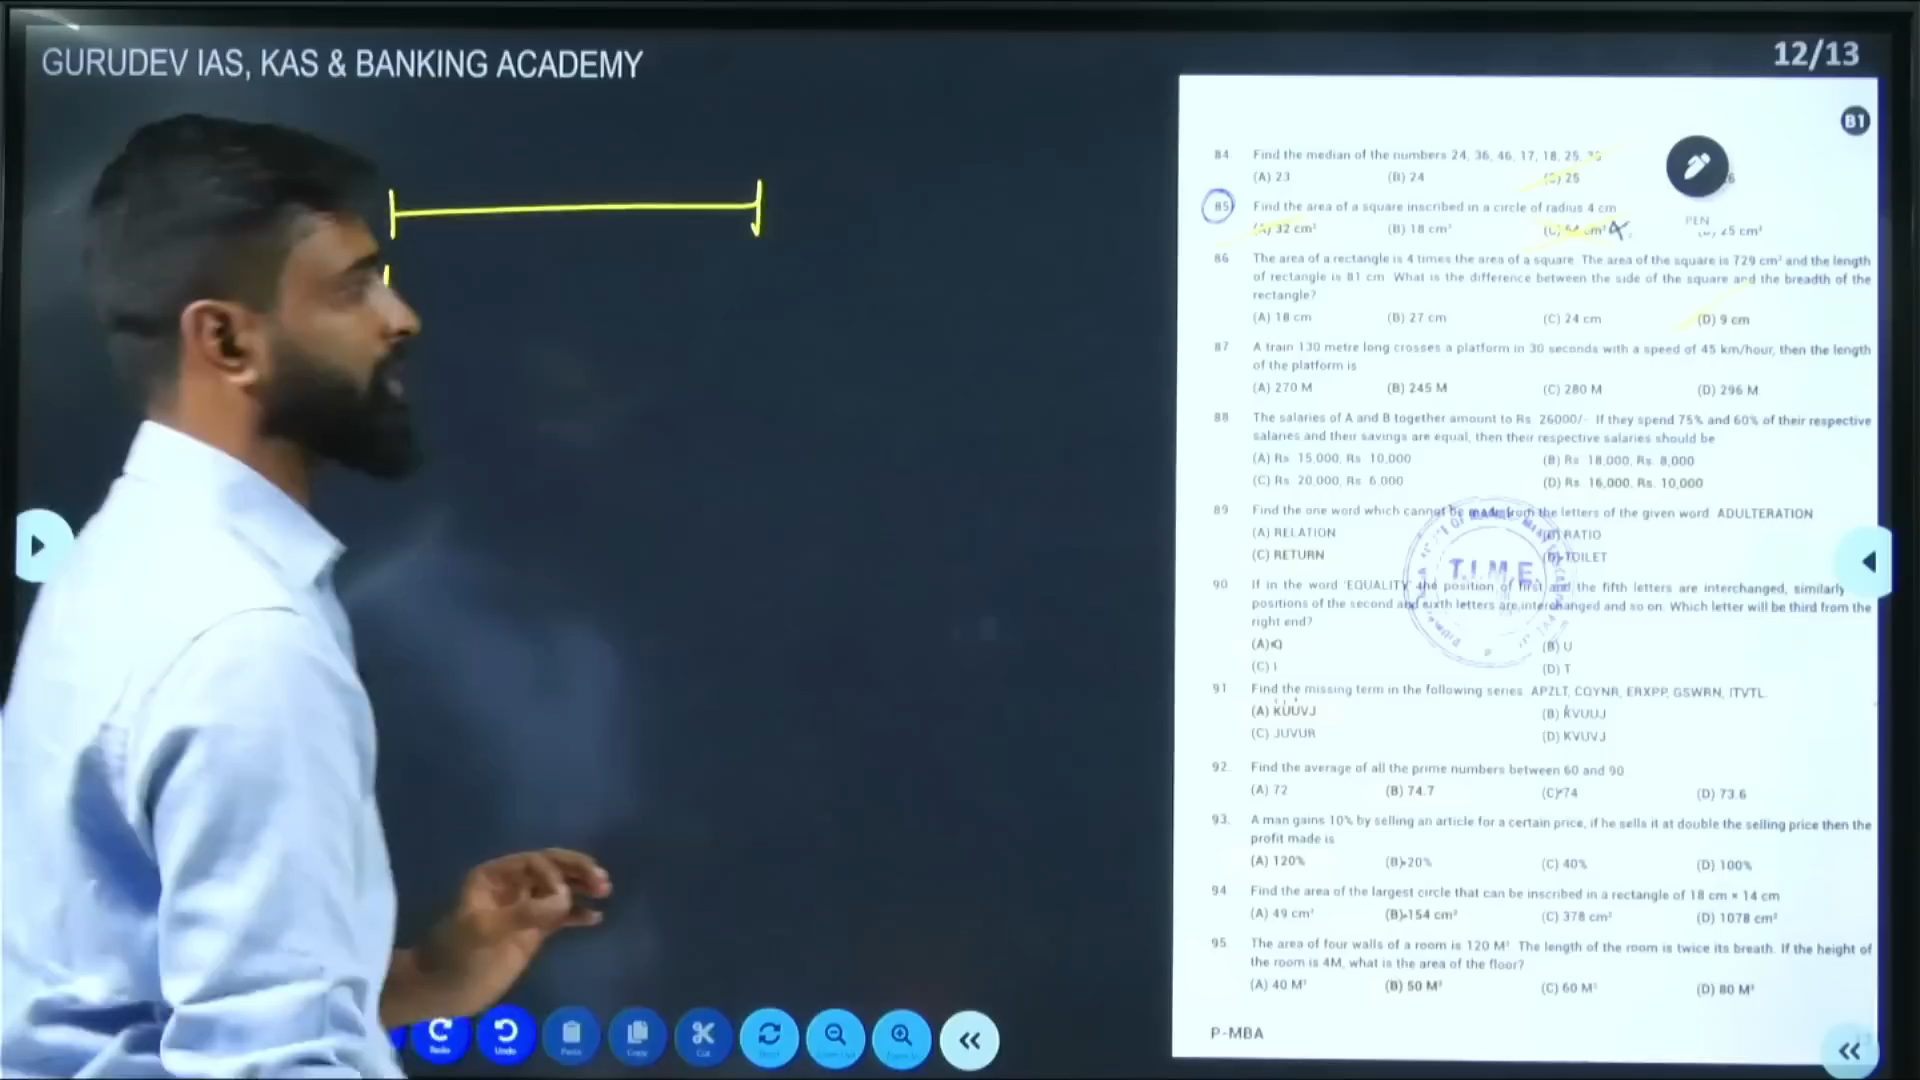 GURUDEV IAS, KAS & BANKING ACADEMY
12/13
B1
84 Find the median of the numbers 24, 36, 46, 17, 18, 25,
(A) 23 (B) 24 (C) 25
85 Find the area of a square inscribed in a circle of radius 4 cm
(A) 32 cm² (B) 18 cm² (C) 64 cm² 25 cm²
PEN
86 The area of a rectangle is 4 times the area of a square. The area of the square is 729 cm² and the length
of rectangle is 81 cm. What is the difference between the side of the square and the breadth of the
rectangle?
(A) 18 cm (B) 27 cm (C) 24 cm (D) 9 cm
87 A train 130 metre long crosses a platform in 30 seconds with a speed of 45 km/hour, then the length
of the platform is
(A) 270 M (B) 245 M (C) 280 M (D) 296 M
88 The salaries of A and B together amount to Rs 26000/- If they spend 75% and 60% of their respective
salaries and their savings are equal, then their respective salaries should be
(A) Rs 15,000, Rs 10,000 (B) Rs 18,000, Rs. 8,000
(C) Rs. 20,000, Rs. 6,000 (D) Rs. 16,000, Rs. 10,000
89 Find the one word which cannot be made from the letters of the given word ADULTERATION
(A) RELATION (B) RATIO
(C) RETURN (D) TOILET
T.I.M.E.
90 If in the word 'EQUALITY' the position of first and the fifth letters are interchanged, similarly
positions of the second and sixth letters are interchanged and so on. Which letter will be third from the
right end?
(A) Q (B) U
(C) I (D) T
91 Find the missing term in the following series APZLT, CQYNR, ERXPP, GSWRN, ITVTL
(A) KUUVJ (B) KVUUJ
(C) JUVUR (D) KVUVJ
92. Find the average of all the prime numbers between 60 and 90
(A) 72 (B) 74.7 (C) 74 (D) 73.6
93. A man gains 10% by selling an article for a certain price, if he sells it at double the selling price then the
profit made is
(A) 120% (B) 20% (C) 40% (D) 100%
94 Find the area of the largest circle that can be inscribed in a rectangle of 18 cm × 14 cm
(A) 49 cm² (B) 154 cm² (C) 378 cm² (D) 1078 cm²
95 The area of four walls of a room is 120 M² The length of the room is twice its breath. If the height of
the room is 4M, what is the area of the floor?
(A) 40 M² (B) 50 M² (C) 60 M² (D) 80 M²
P-MBA
Redo Undo Paste Copy Cut